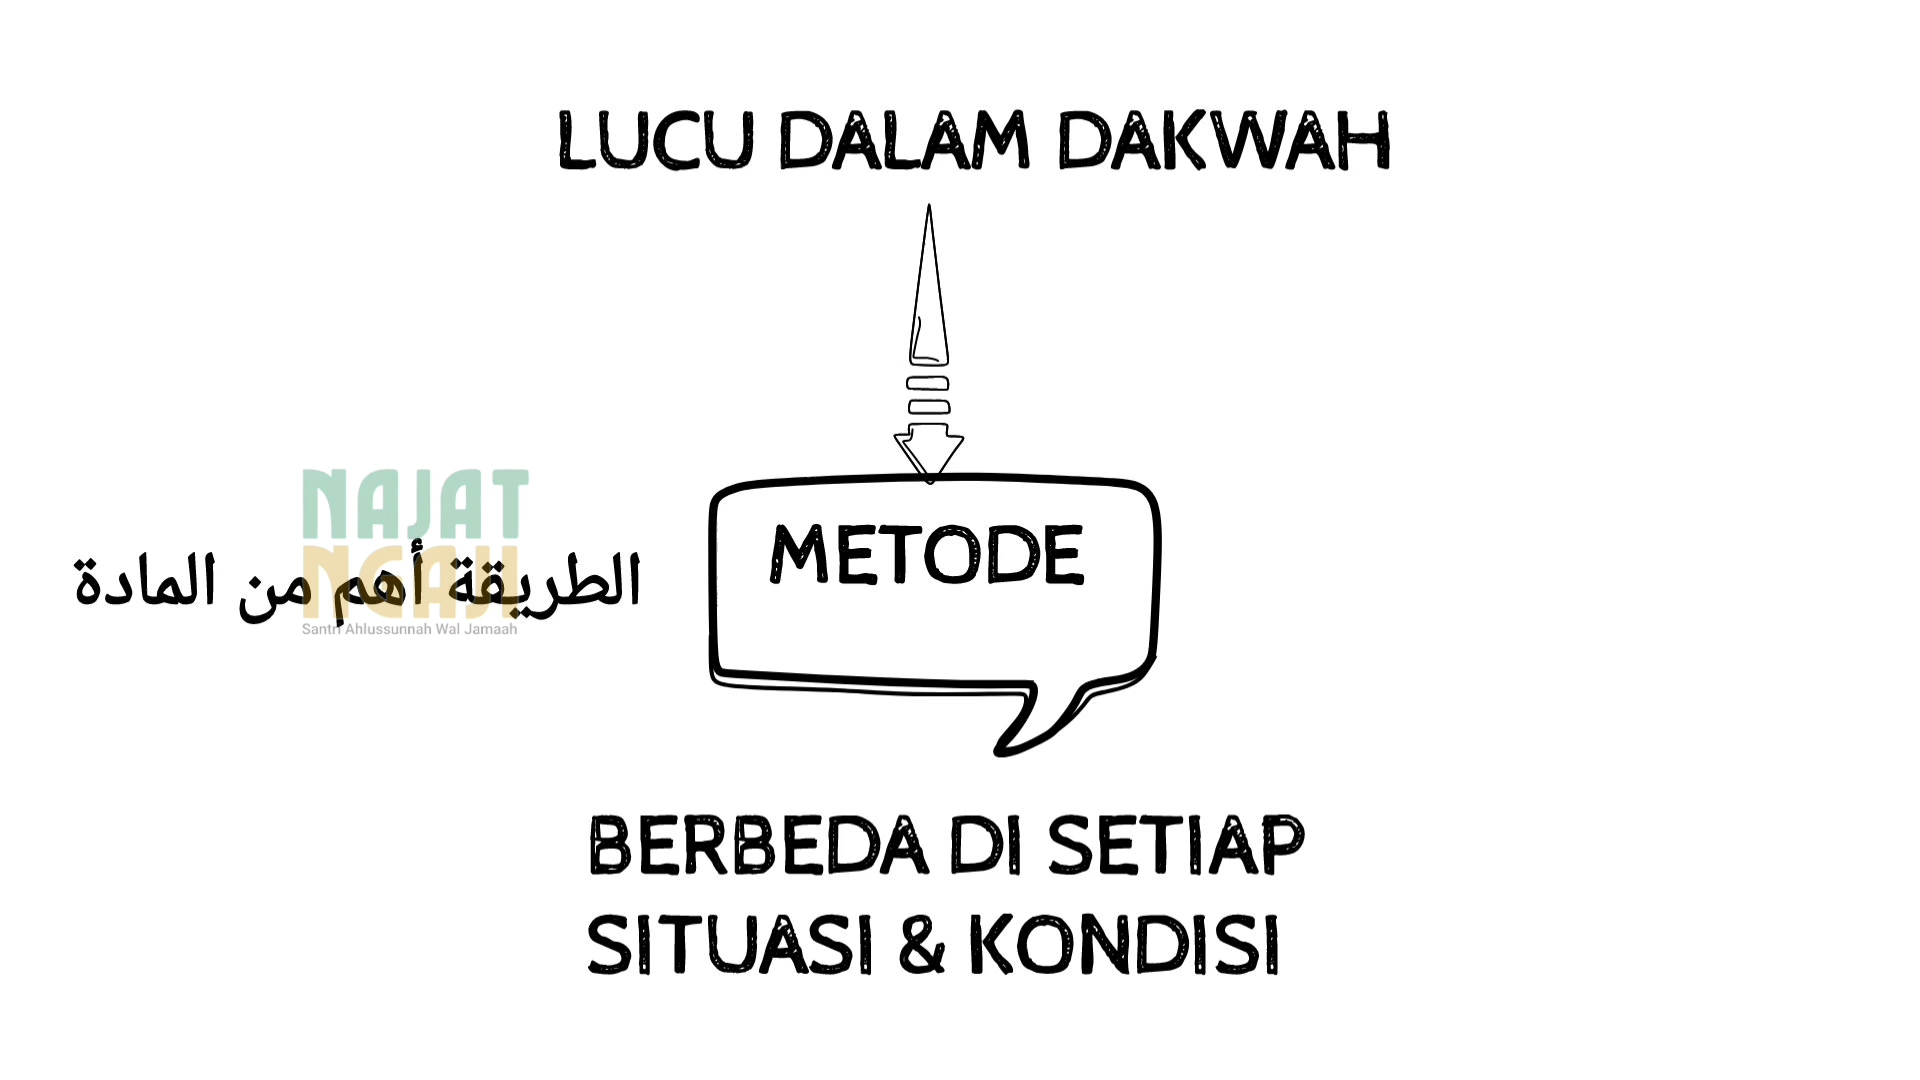 LUCU DALAM DAKWAH
NAJAT
NGAJI
Santri Ahlussunnah Wal Jamaah
الطريقة أهم من المادة
METODE
BERBEDA DI SETIAP
SITUASI & KONDISI